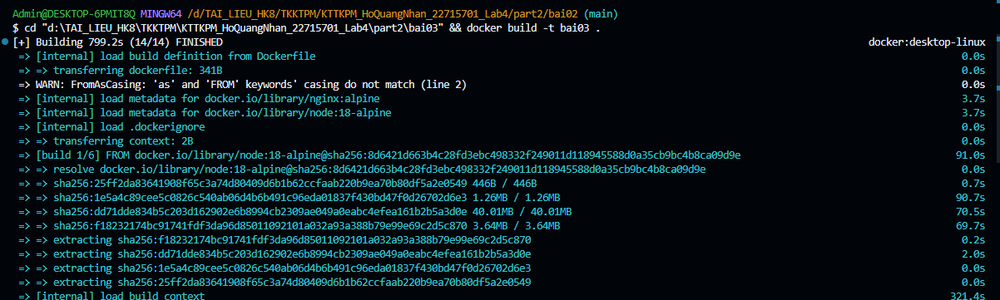 Admin@DESKTOP-6PMIT8Q MINGW64 /d/TAI_LIEU_HK8/TKKTPM/KTTKPM_HoQuangNhan_22715701_Lab4/part2/bai02 (main)
$ cd "d:\TAI_LIEU_HK8\TKKTPM\KTTKPM_HoQuangNhan_22715701_Lab4\part2\bai03" && docker build -t bai03 .
[+] Building 799.2s (14/14) FINISHED docker:desktop-linux
=> [internal] load build definition from Dockerfile 0.0s
=> => transferring dockerfile: 341B 0.0s
=> WARN: FromAsCasing: 'as' and 'FROM' keywords' casing do not match (line 2) 0.0s
=> [internal] load metadata for docker.io/library/nginx:alpine 3.7s
=> [internal] load metadata for docker.io/library/node:18-alpine 3.7s
=> [internal] load .dockerignore 0.0s
=> => transferring context: 2B 0.0s
=> [build 1/6] FROM docker.io/library/node:18-alpine@sha256:8d6421d663b4c28fd3ebc498332f249011d118945588d0a35cb9bc4b8ca09d9e 91.0s
=> => resolve docker.io/library/node:18-alpine@sha256:8d6421d663b4c28fd3ebc498332f249011d118945588d0a35cb9bc4b8ca09d9e 0.0s
=> => sha256:25ff2da83641908f65c3a74d80409d6b1b62ccfaab220b9ea70b80df5a2e0549 446B / 446B 0.7s
=> => sha256:1e5a4c89cee5c0826c540ab06d4b6b491c96eda01837f430bd47f0d26702d6e3 1.26MB / 1.26MB 90.7s
=> => sha256:dd71dde834b5c203d162902e6b8994cb2309ae049a0eabc4efea161b2b5a3d0e 40.01MB / 40.01MB 70.5s
=> => sha256:f18232174bc91741fdf3da96d85011092101a032a93a388b79e99e69c2d5c870 3.64MB / 3.64MB 69.7s
=> => extracting sha256:f18232174bc91741fdf3da96d85011092101a032a93a388b79e99e69c2d5c870 0.2s
=> => extracting sha256:dd71dde834b5c203d162902e6b8994cb2309ae049a0eabc4efea161b2b5a3d0e 2.0s
=> => extracting sha256:1e5a4c89cee5c0826c540ab06d4b6b491c96eda01837f430bd47f0d26702d6e3 0.0s
=> => extracting sha256:25ff2da83641908f65c3a74d80409d6b1b62ccfaab220b9ea70b80df5a2e0549 0.0s
=> [internal] load build context 321.4s